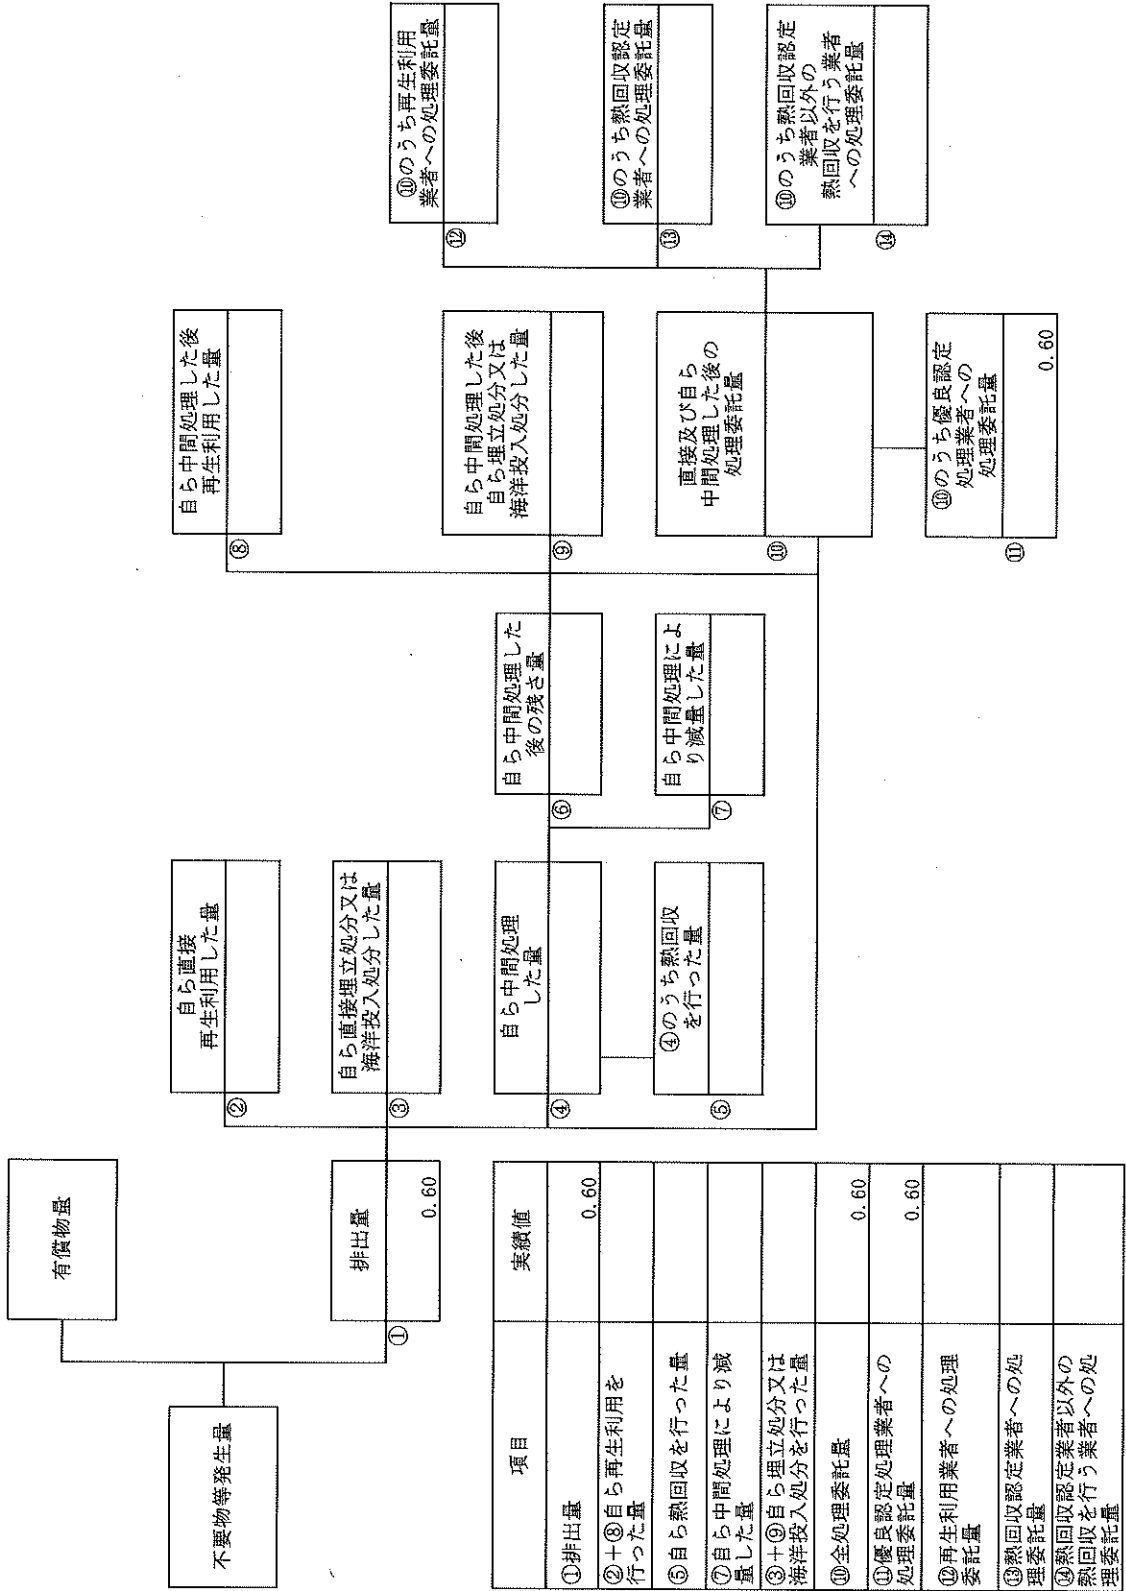 不要物等発生量
有償物量
①
排出量
0.60
②
自ら直接
再生利用した量
③
自ら直接埋立処分又は
海洋投入処分した量
④
自ら中間処理
した量
⑤
④のうち熱回収
を行った量
⑥
自ら中間処理した
後の残さ量
⑦
自ら中間処理によ
り減量した量
⑧
自ら中間処理した後
再生利用した量
⑨
自ら中間処理した後
自ら埋立処分又は
海洋投入処分した量
⑩
直接及び自ら
中間処理した後の
処理委託量
⑪
⑩のうち優良認定
処理業者への
処理委託量
0.60
⑫
⑩のうち再生利用
業者への処理委託量
⑬
⑩のうち熱回収認定
業者への処理委託量
⑭
⑩のうち熱回収認定
業者以外の
熱回収を行う業者
への処理委託量
項目
実績値
①排出量
0.60
②+⑧自ら再生利用を
行った量
⑤自ら熱回収を行った量
⑦自ら中間処理により減
量した量
③+⑨自ら埋立処分又は
海洋投入処分を行った量
⑩全処理委託量
0.60
⑪優良認定処理業者への
処理委託量
0.60
⑫再生利用業者への処理
委託量
⑬熱回収認定業者への処
理委託量
⑭熱回収認定業者以外の
熱回収を行う業者への処
理委託量